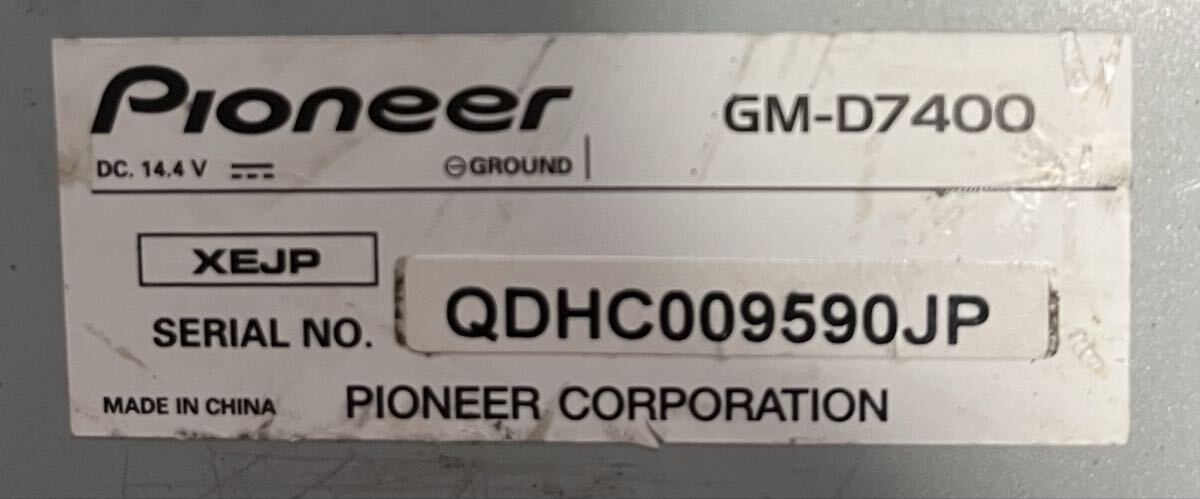 Pioneer GM-D7400
DC. 14.4 V ⎓ ⊖GROUND
XEJP
SERIAL NO. QDHC009590JP
MADE IN CHINA PIONEER CORPORATION